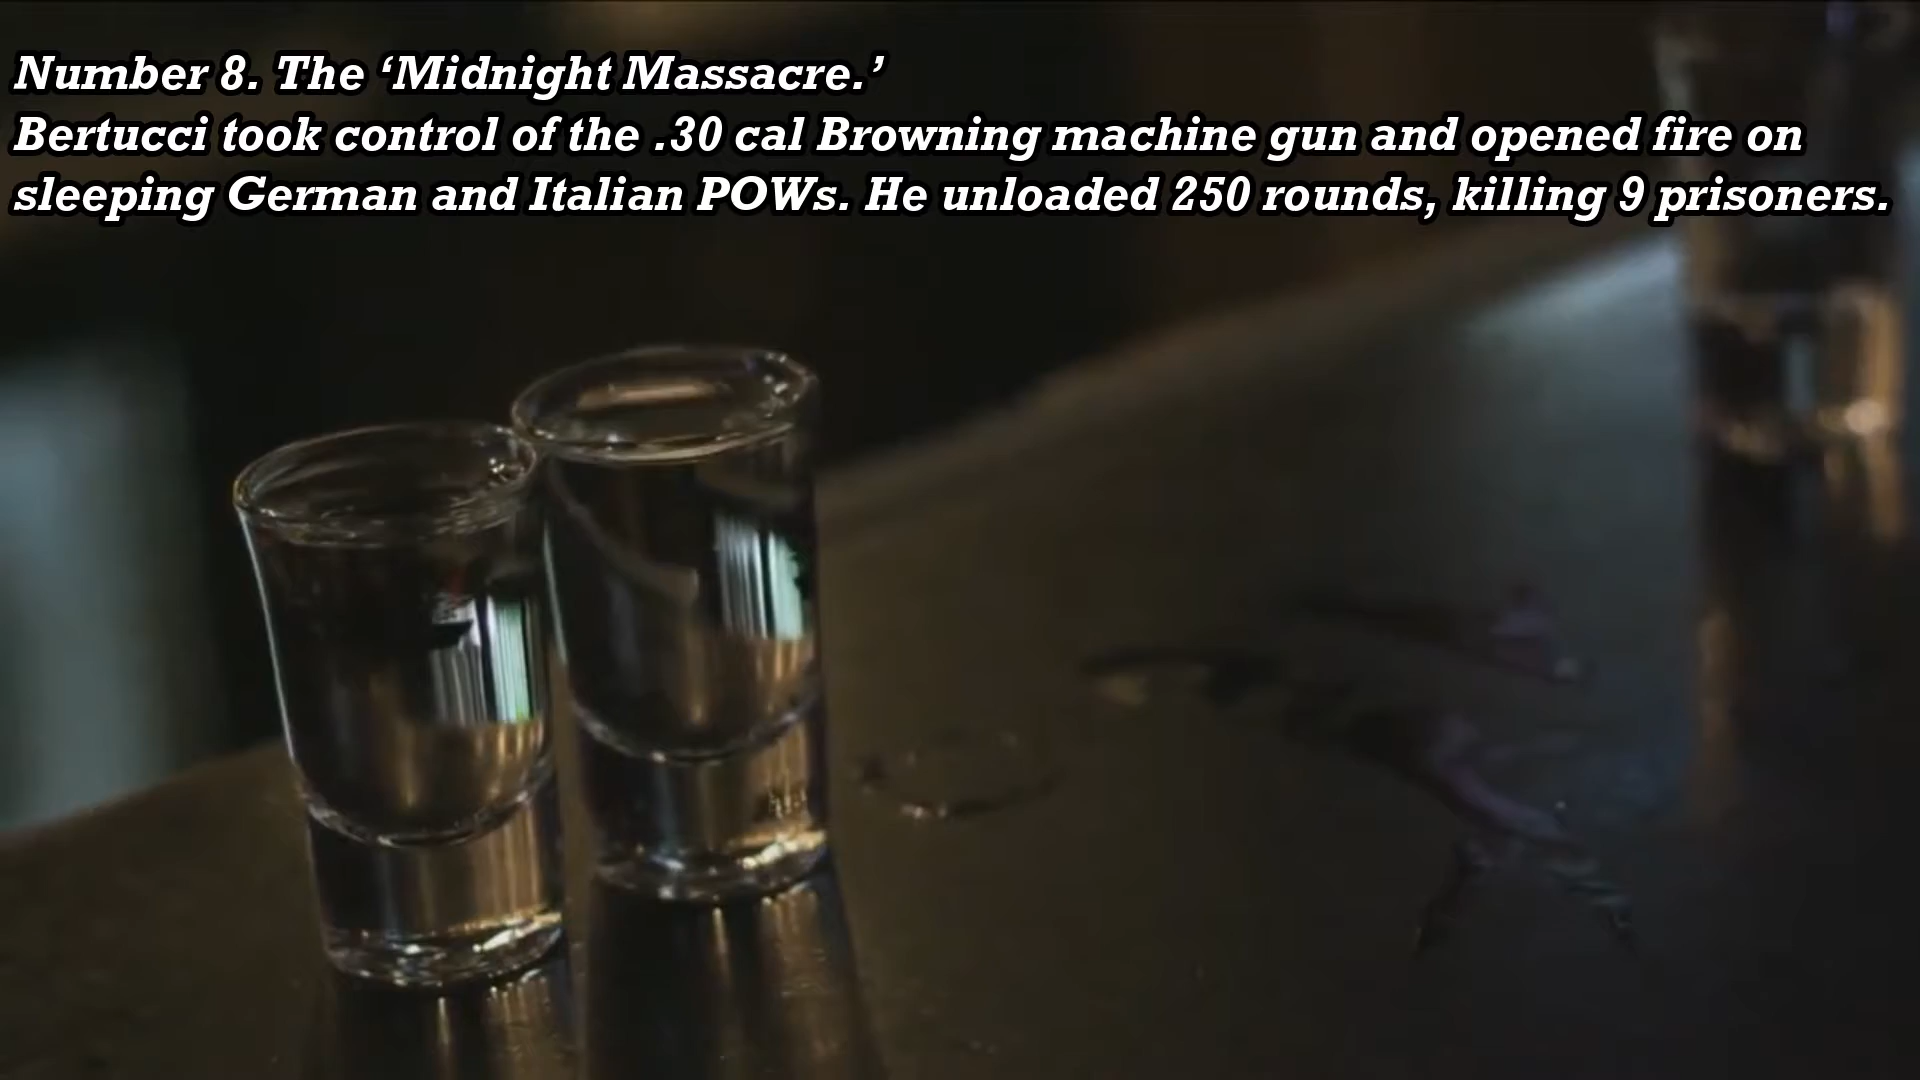 Number 8. The ‘Midnight Massacre.’
Bertucci took control of the .30 cal Browning machine gun and opened fire on
sleeping German and Italian POWs. He unloaded 250 rounds, killing 9 prisoners.